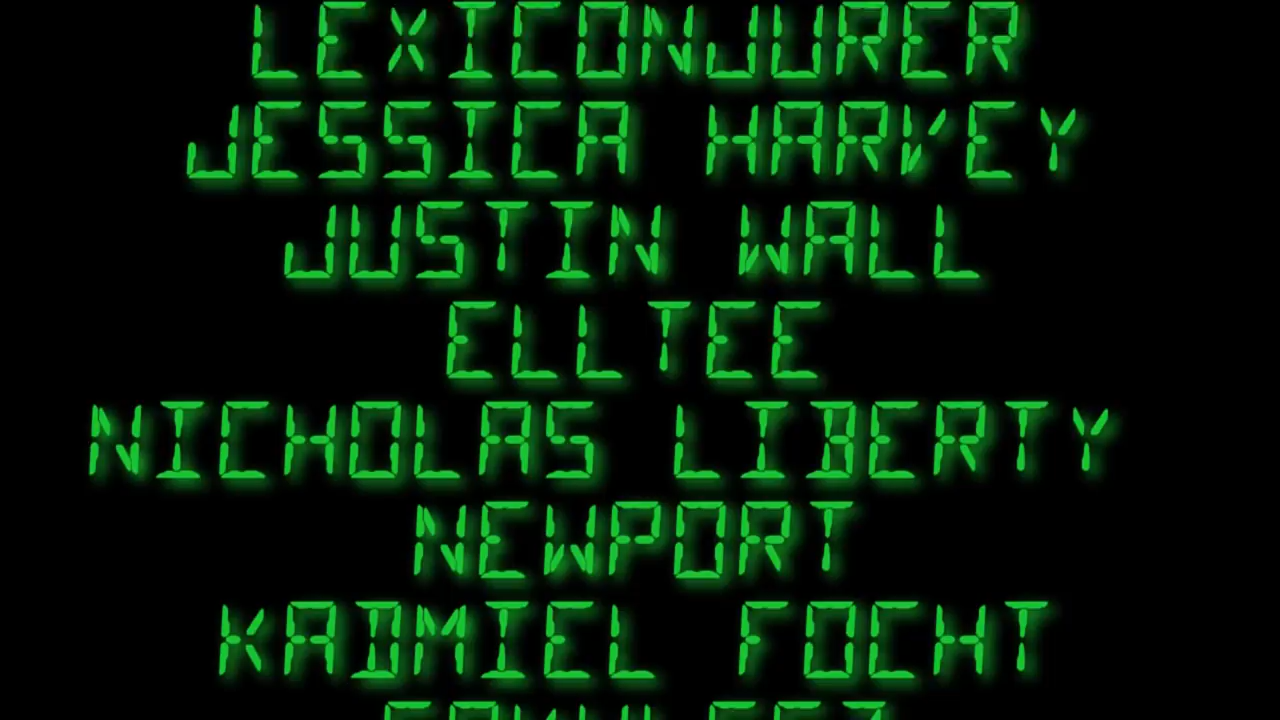 LEXICONJURER
JESSICA HARVEY
JUSTIN WALL
ELLTEE
NICHOLAS LIBERTY
NEWPORT
KADMIEL FOCHT